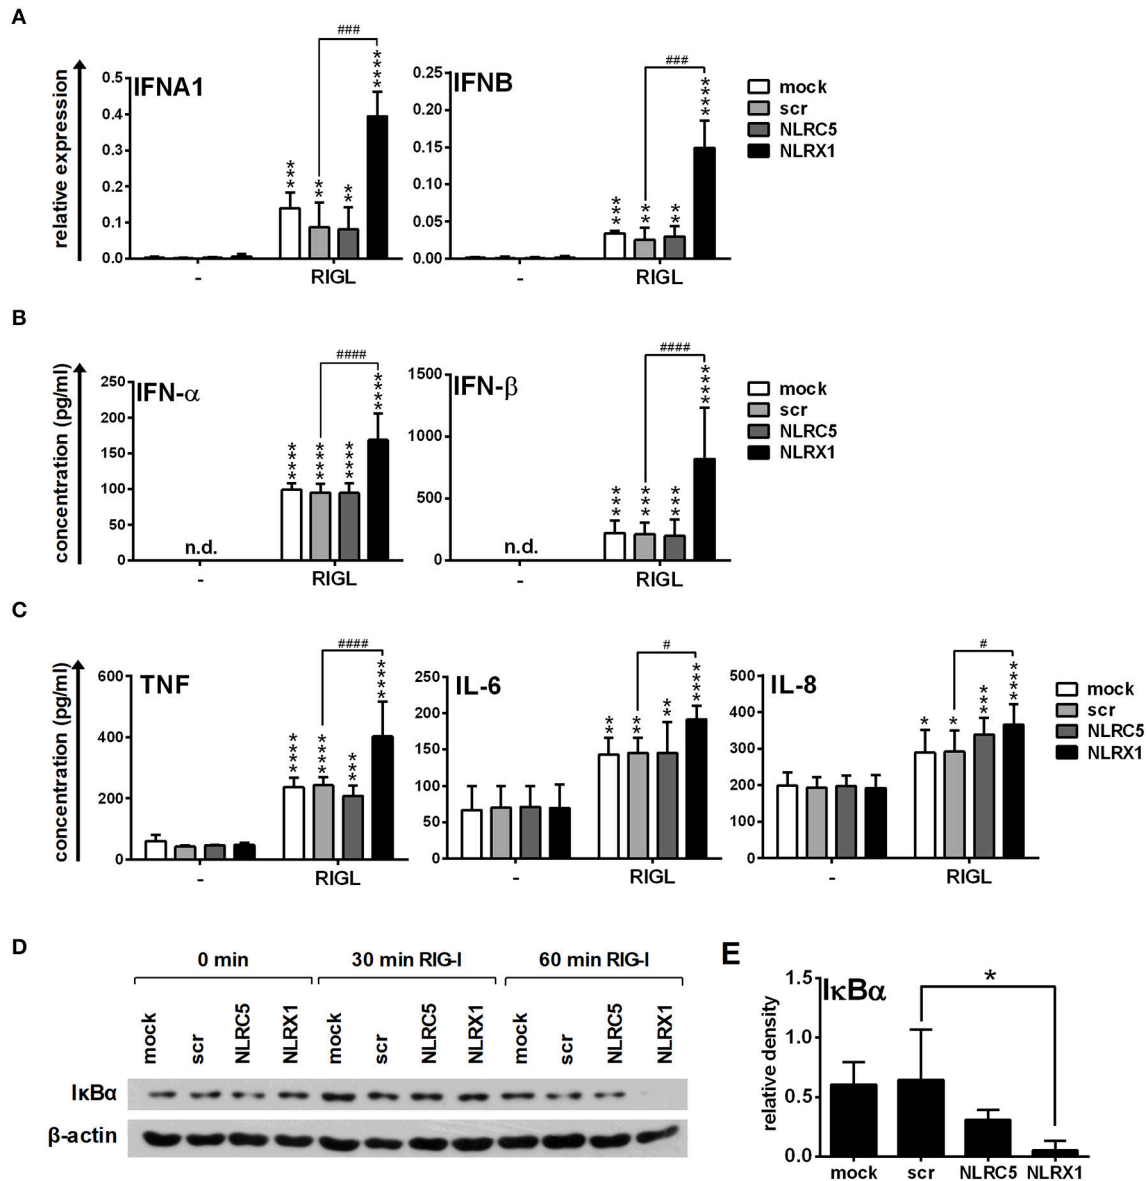 A
relative expression
IFNA1
0.5
0.4
0.3
0.2
0.1
0.0
***
**
**
****
###
-
RIGL
IFNB
0.25
0.20
0.15
0.10
0.05
0.00
***
**
**
****
###
-
RIGL
mock
scr
NLRC5
NLRX1
B
concentration (pg/ml)
IFN-α
250
200
150
100
50
0
n.d.
****
****
****
****
####
-
RIGL
IFN-β
1500
1000
500
0
n.d.
***
***
***
****
####
-
RIGL
mock
scr
NLRC5
NLRX1
C
concentration (pg/ml)
TNF
600
400
200
0
****
****
***
****
####
-
RIGL
IL-6
250
200
150
100
50
0
**
**
**
****
#
-
RIGL
IL-8
500
400
300
200
100
0
*
*
***
****
#
-
RIGL
mock
scr
NLRC5
NLRX1
D
0 min 30 min RIG-I 60 min RIG-I
mock scr NLRC5 NLRX1 mock scr NLRC5 NLRX1 mock scr NLRC5 NLRX1
IκBα
β-actin
E
relative density
IκBα
1.5
1.0
0.5
0.0
*
mock scr NLRC5 NLRX1